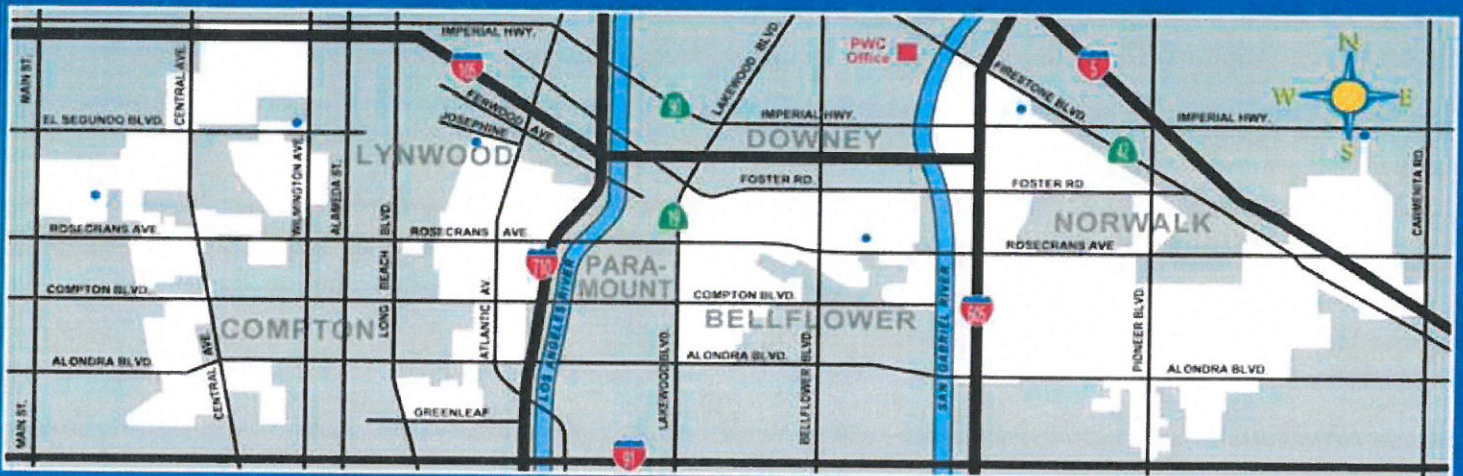 IMPERIAL HWY.
LAKEWOOD BLVD.
PWC
Office
N
W
E
S
MAIN ST.
CENTRAL AVE.
105
FIRESTONE BLVD.
5
90
EL SEGUNDO BLVD.
FERWOOD AVE
JOSEPHINE
IMPERIAL HWY.
IMPERIAL HWY.
LYNWOOD
DOWNEY
42
WILMINGTON AVE.
ALAMEDA ST.
FOSTER RD.
FOSTER RD
CARMENITA RD.
LONG BEACH BLVD.
19
NORWALK
ROSECRANS AVE.
ROSECRANS AVE
ROSECRANS AVE
710
PARA-
MOUNT
LOS ANGELES RIVER
COMPTON BLVD.
COMPTON BLVD.
SAN GABRIEL RIVER
605
COMPTON
ATLANTIC AV.
BELLFLOWER
PIONEER BLVD
ALONDRA BLVD.
ALONDRA BLVD.
ALONDRA BLVD.
CENTRAL AVE.
LAKEWOOD BLVD.
BELLFLOWER BLVD.
GREENLEAF
MAIN ST.
91